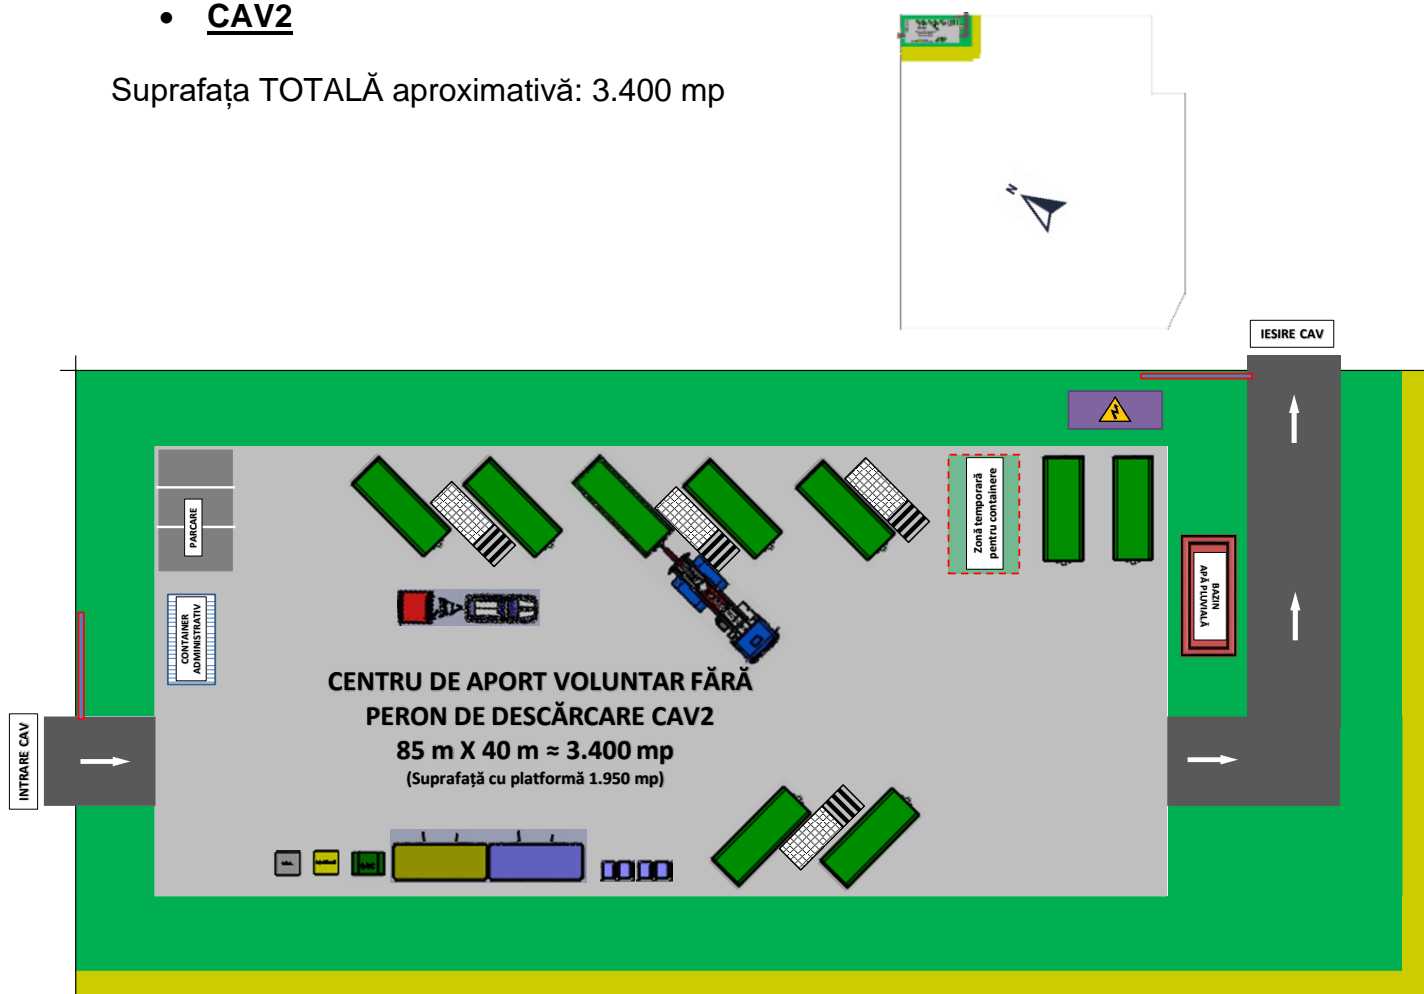 • CAV2
Suprafața TOTALĂ aproximativă: 3.400 mp
N
IESIRE CAV
PARCARE
Zonă temporară
pentru containere
BAZIN
APĂ PLUVIALĂ
CONTAINER
ADMINISTRATIV
INTRARE CAV
CENTRU DE APORT VOLUNTAR FĂRĂ
PERON DE DESCĂRCARE CAV2
85 m X 40 m ≈ 3.400 mp
(Suprafață cu platformă 1.950 mp)